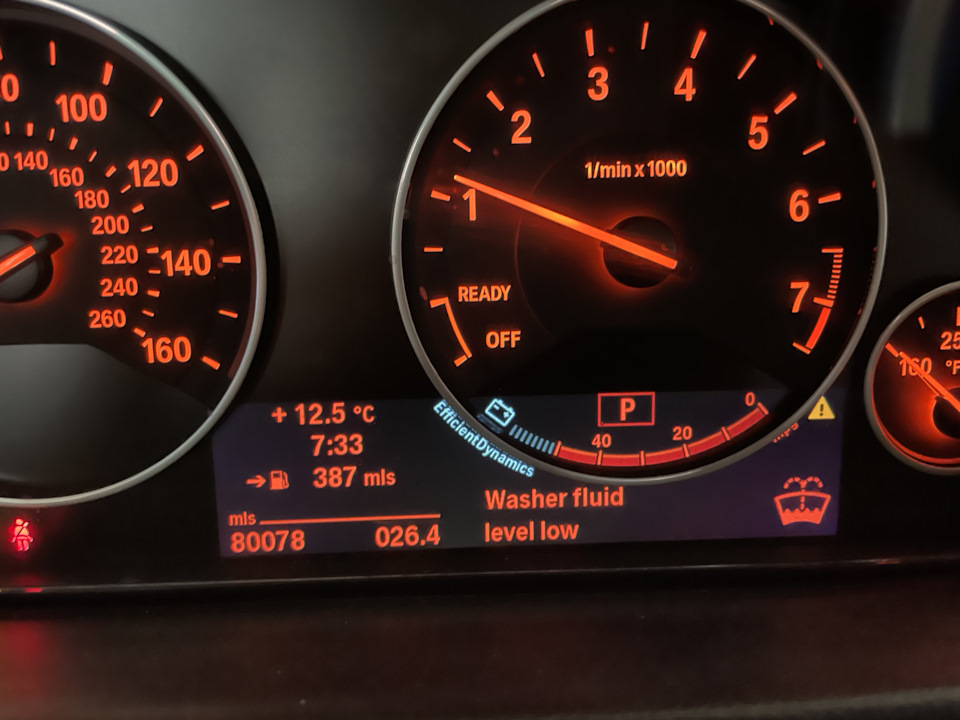 100
120
140
160
140
160
180
200
220
240
260
1
2
3
4
5
6
7
1/min x 1000
READY
OFF
+ 12.5 °C
7:33
387 mls
mls
80078 026.4
EfficientDynamics
P
40
20
0
Washer fluid
level low
160
°F